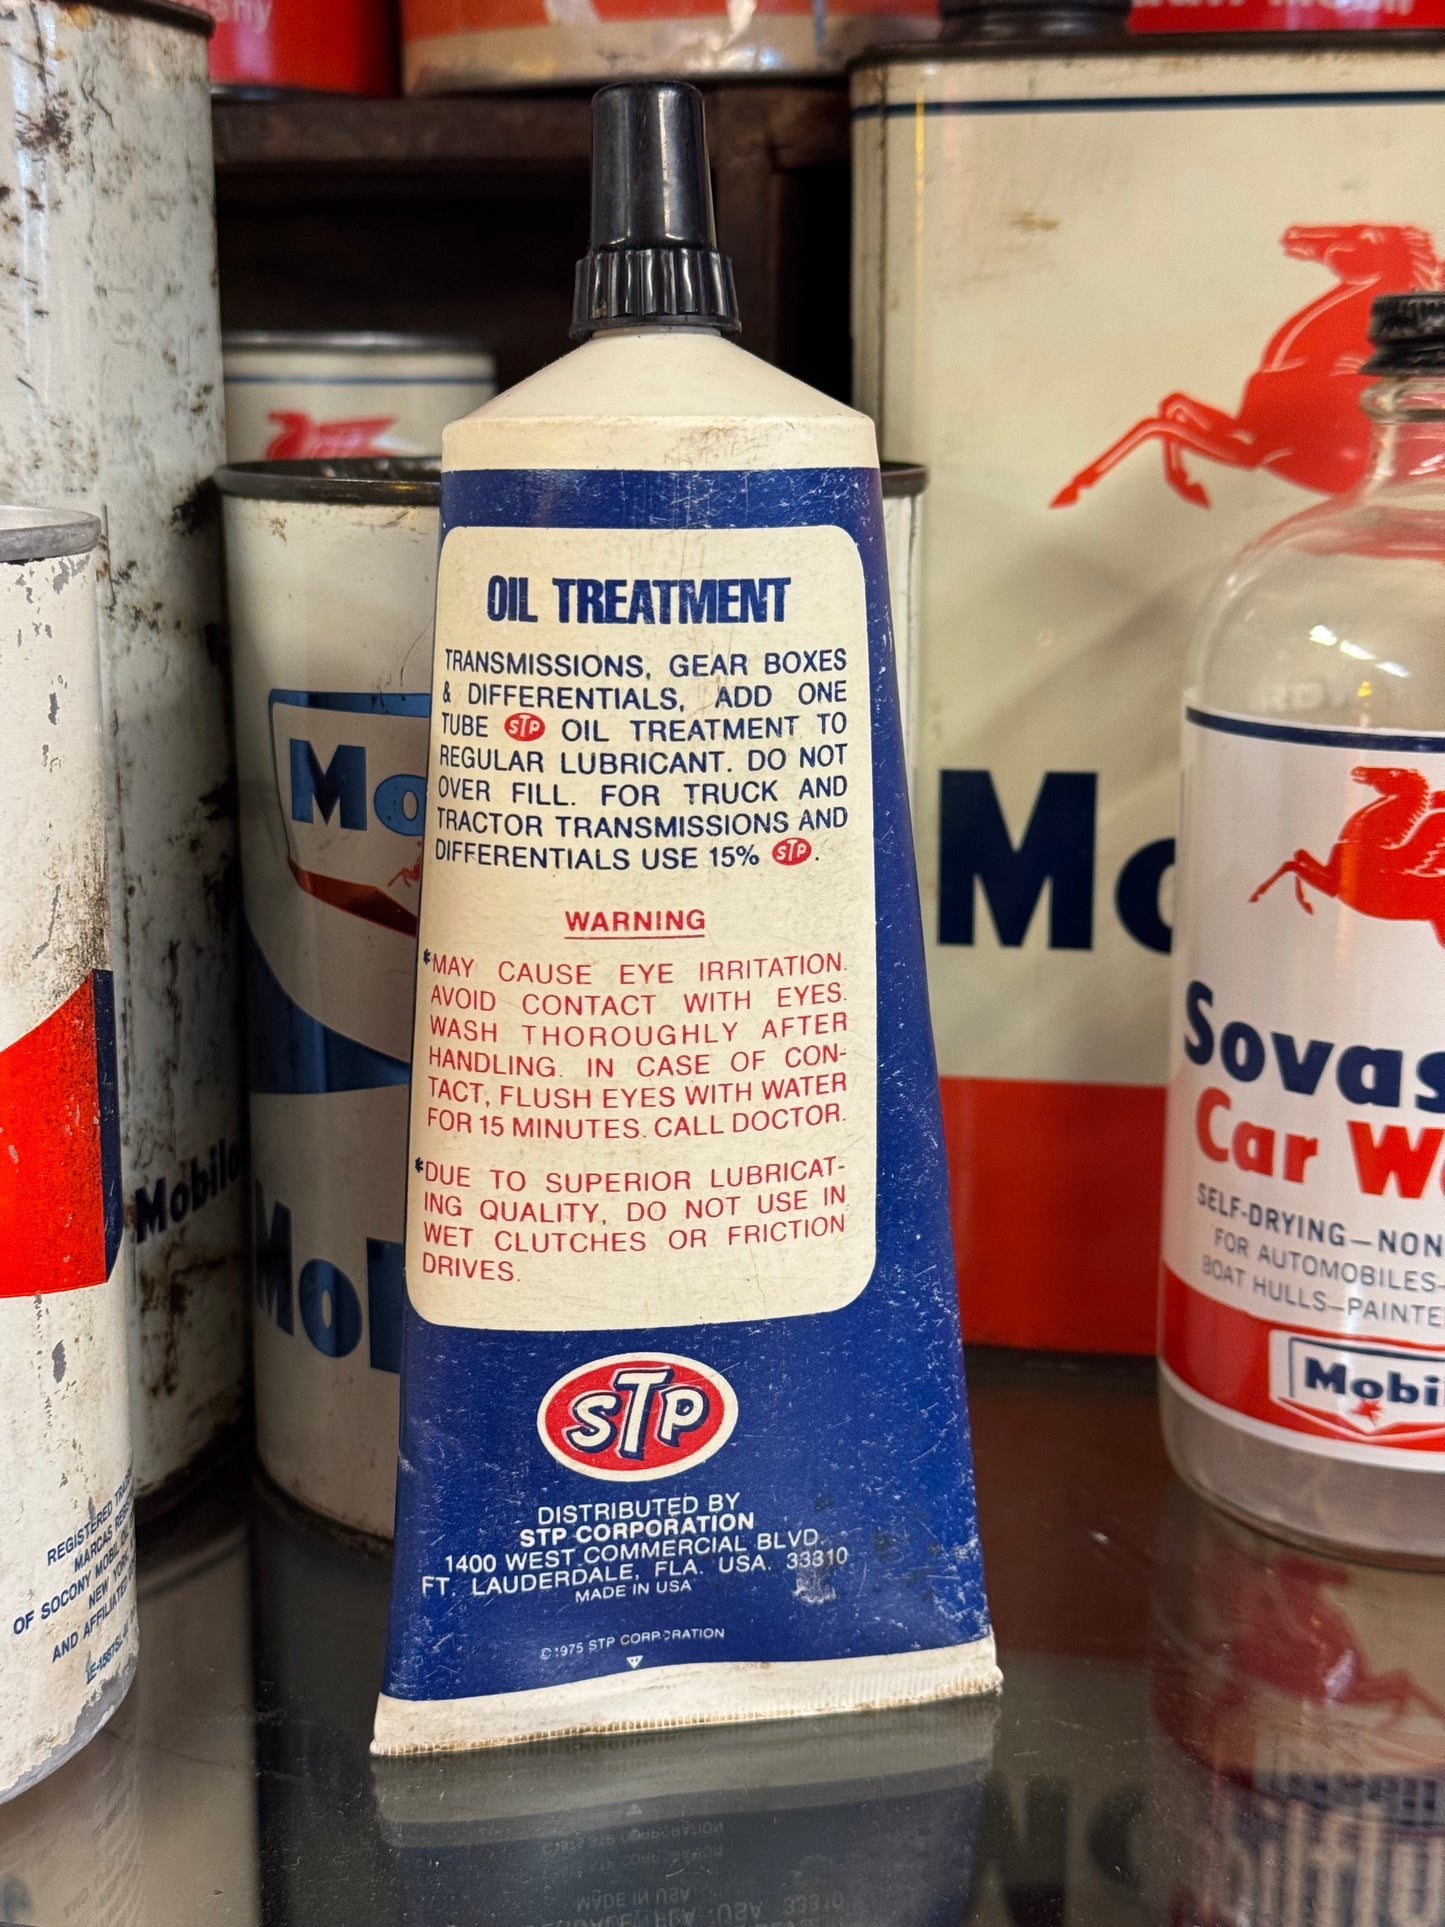 OIL TREATMENT
TRANSMISSIONS, GEAR BOXES
& DIFFERENTIALS, ADD ONE
TUBE STP OIL TREATMENT TO
REGULAR LUBRICANT. DO NOT
OVER FILL. FOR TRUCK AND
TRACTOR TRANSMISSIONS AND
DIFFERENTIALS USE 15% STP.
WARNING
*MAY CAUSE EYE IRRITATION.
AVOID CONTACT WITH EYES.
WASH THOROUGHLY AFTER
HANDLING. IN CASE OF CON-
TACT, FLUSH EYES WITH WATER
FOR 15 MINUTES. CALL DOCTOR.
*DUE TO SUPERIOR LUBRICAT-
ING QUALITY, DO NOT USE IN
WET CLUTCHES OR FRICTION
DRIVES.
STP
DISTRIBUTED BY
STP CORPORATION
1400 WEST COMMERCIAL BLVD.
FT. LAUDERDALE, FLA. USA. 33310
MADE IN USA
©1975 STP CORPORATION
Mo
Mobilo
Mo
REGISTERED
MARCAS
OF SOCONY MOBIL
NEW YORK
AND AFFILIATED
Mo
Sovas
Car W
SELF-DRYING—NON
FOR AUTOMOBILES—
BOAT HULLS—PAINTE
Mobi